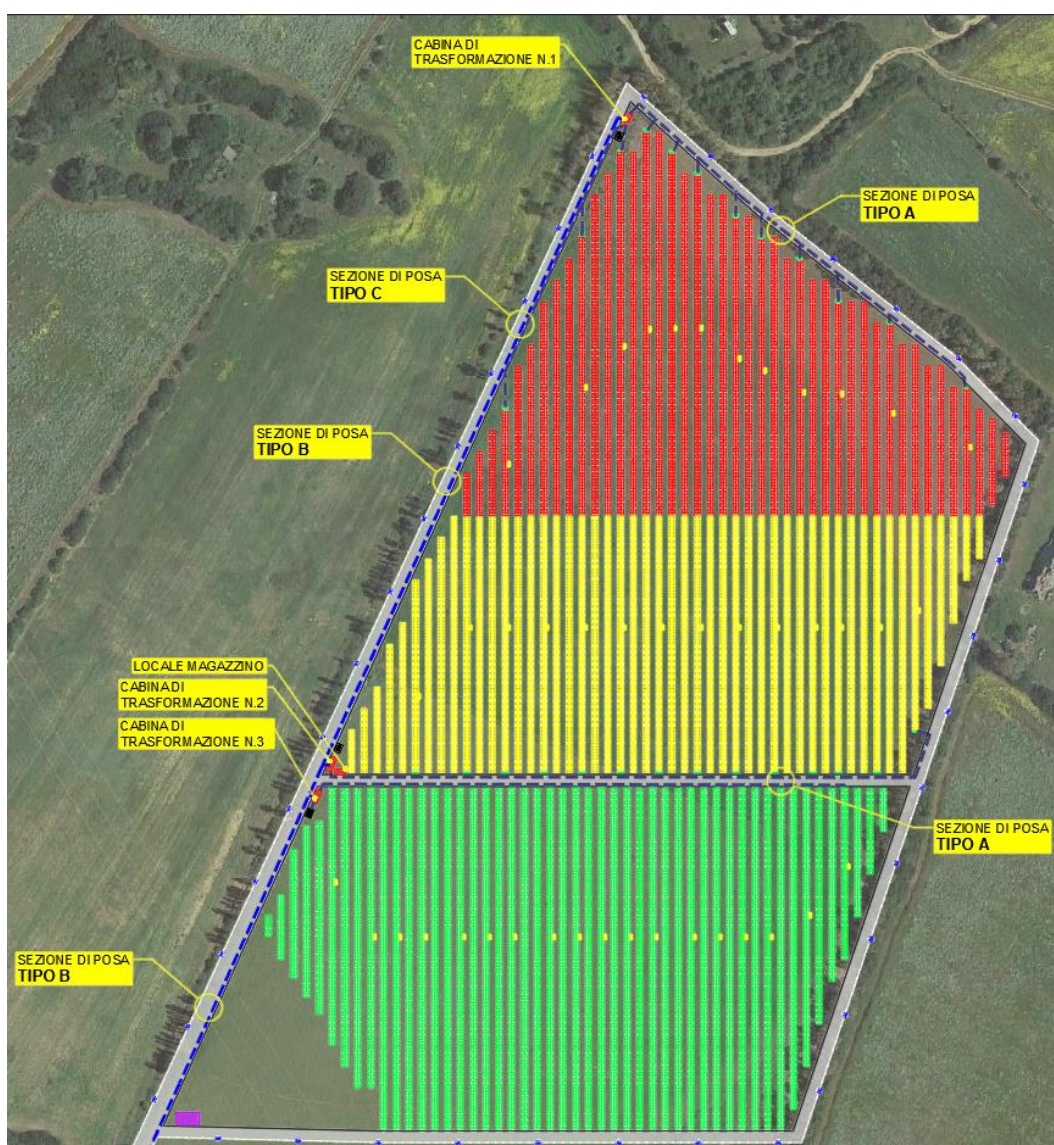 CABINA DI
TRASFORMAZIONE N.1
SEZIONE DI POSA
TIPO A
SEZIONE DI POSA
TIPO C
SEZIONE DI POSA
TIPO B
LOCALE MAGAZZINO
CABINA DI
TRASFORMAZIONE N.2
CABINA DI
TRASFORMAZIONE N.3
SEZIONE DI POSA
TIPO A
SEZIONE DI POSA
TIPO B